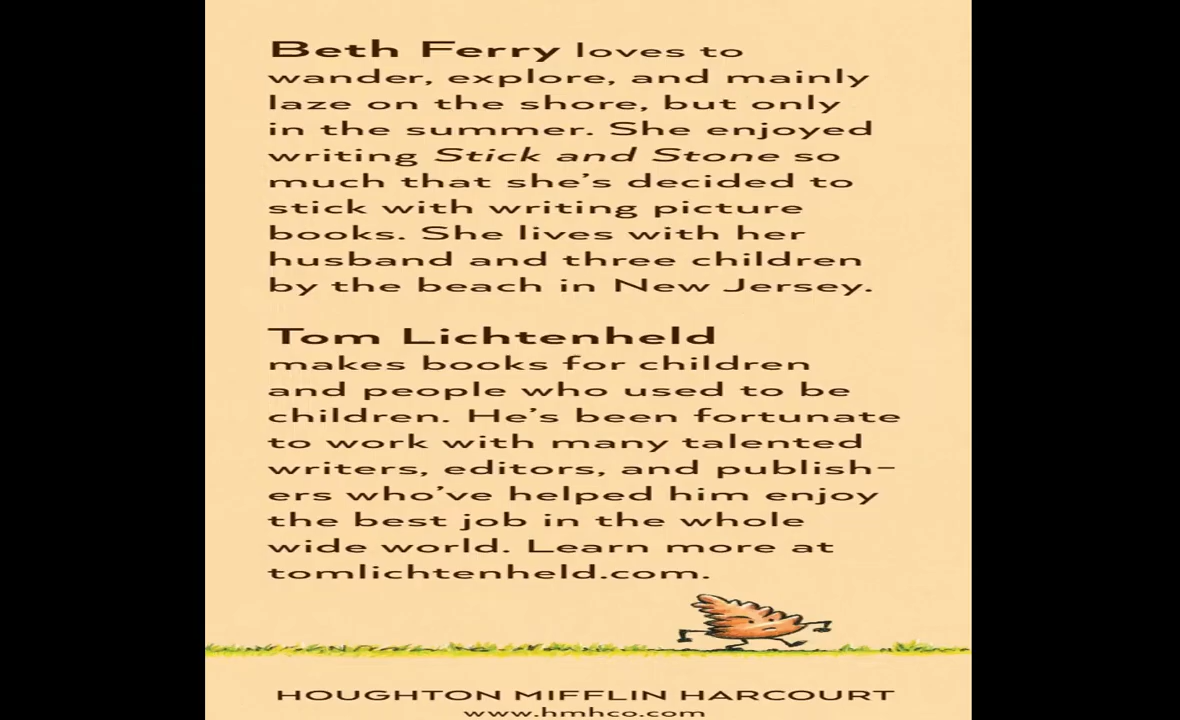 Beth Ferry loves to
wander, explore, and mainly
laze on the shore, but only
in the summer. She enjoyed
writing Stick and Stone so
much that she's decided to
stick with writing picture
books. She lives with her
husband and three children
by the beach in New Jersey.
Tom Lichtenheld
makes books for children
and people who used to be
children. He's been fortunate
to work with many talented
writers, editors, and publish-
ers who've helped him enjoy
the best job in the whole
wide world. Learn more at
tomlichtenheld.com.
HOUGHTON MIFFLIN HARCOURT
www.hmhco.com